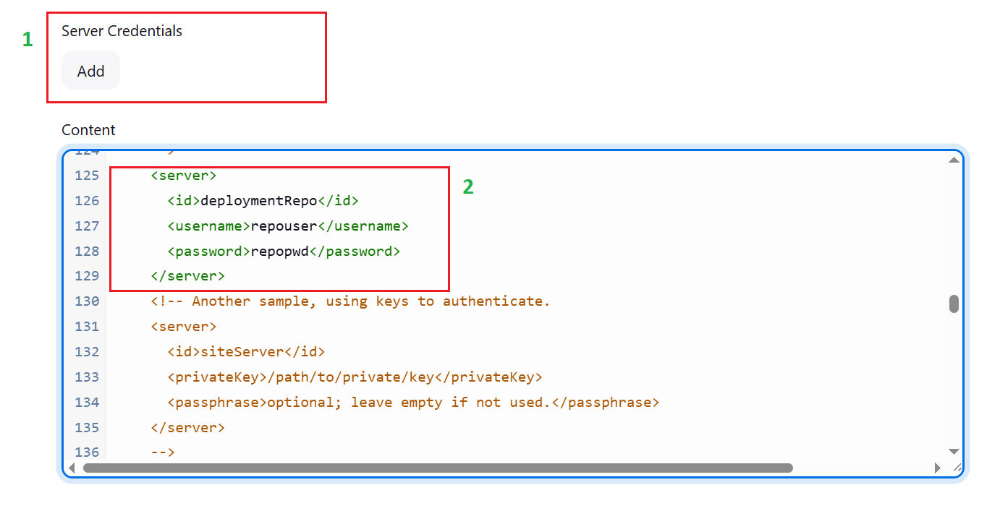 1
Server Credentials
Add
Content
124 >
125 <server>
2
126 <id>deploymentRepo</id>
127 <username>repouser</username>
128 <password>repopwd</password>
129 </server>
130 <!-- Another sample, using keys to authenticate.
131 <server>
132 <id>siteServer</id>
133 <privateKey>/path/to/private/key</privateKey>
134 <passphrase>optional; leave empty if not used.</passphrase>
135 </server>
136 -->